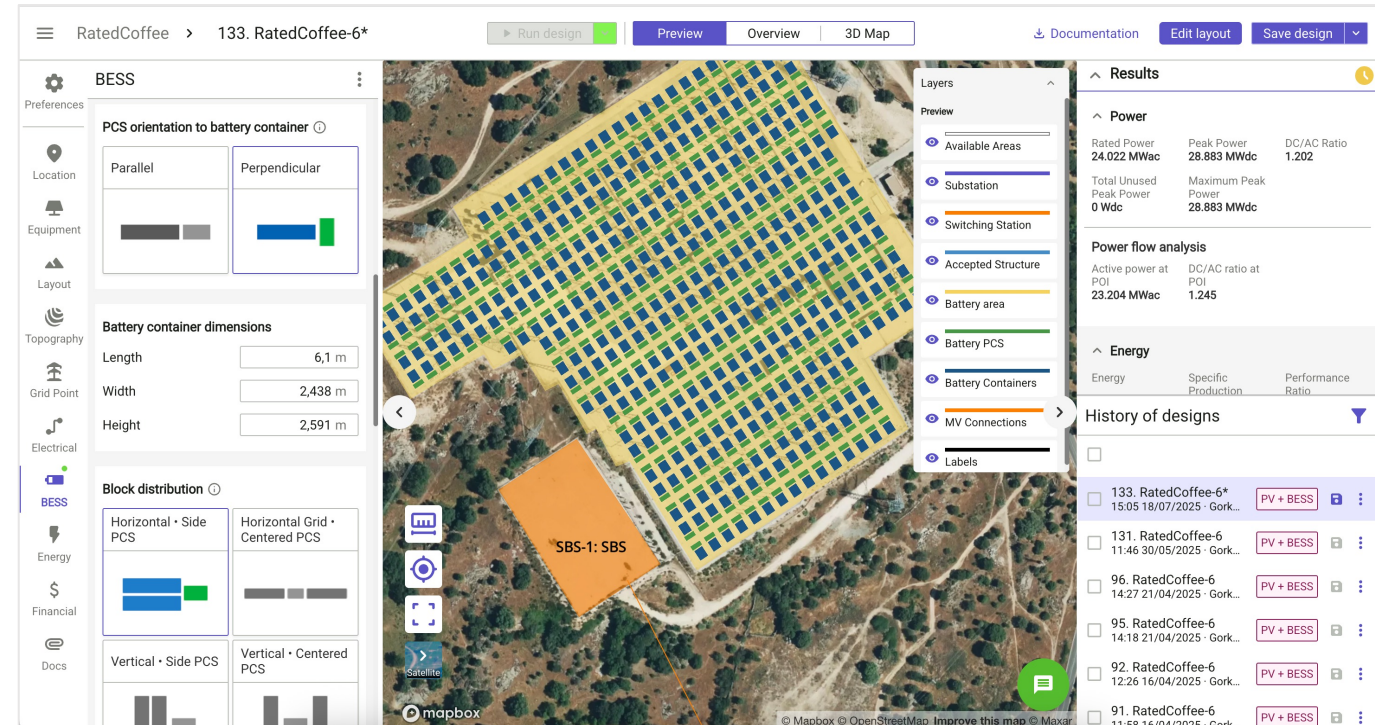 RatedCoffee > 133. RatedCoffee-6*
Run design
Preview
Overview
3D Map
Documentation
Edit layout
Save design
Preferences
Location
Equipment
Layout
Topography
Grid Point
Electrical
BESS
Energy
Financial
Docs
BESS
PCS orientation to battery container
Parallel
Perpendicular
Battery container dimensions
Length 6,1 m
Width 2,438 m
Height 2,591 m
Block distribution
Horizontal • Side
PCS
Horizontal Grid •
Centered PCS
Vertical • Side PCS
Vertical • Centered
PCS
SBS-1: SBS
Satellite
mapbox
© Mapbox © OpenStreetMap Improve this map © Maxar
Layers
Preview
Available Areas
Substation
Switching Station
Accepted Structure
Battery area
Battery PCS
Battery Containers
MV Connections
Labels
Results
Power
Rated Power
24.022 MWac
Peak Power
28.883 MWdc
DC/AC Ratio
1.202
Total Unused
Peak Power
0 Wdc
Maximum Peak
Power
28.883 MWdc
Power flow analysis
Active power at
POI
23.204 MWac
DC/AC ratio at
POI
1.245
Energy
Energy
Specific
Production
Performance
Ratio
History of designs
133. RatedCoffee-6*
15:05 18/07/2025 · Gork...
PV + BESS
131. RatedCoffee-6
11:46 30/05/2025 · Gork...
PV + BESS
96. RatedCoffee-6
14:27 21/04/2025 · Gork...
PV + BESS
95. RatedCoffee-6
14:18 21/04/2025 · Gork...
PV + BESS
92. RatedCoffee-6
12:26 16/04/2025 · Gork...
PV + BESS
91. RatedCoffee-6
11:58 16/04/2025 · Gork...
PV + BESS